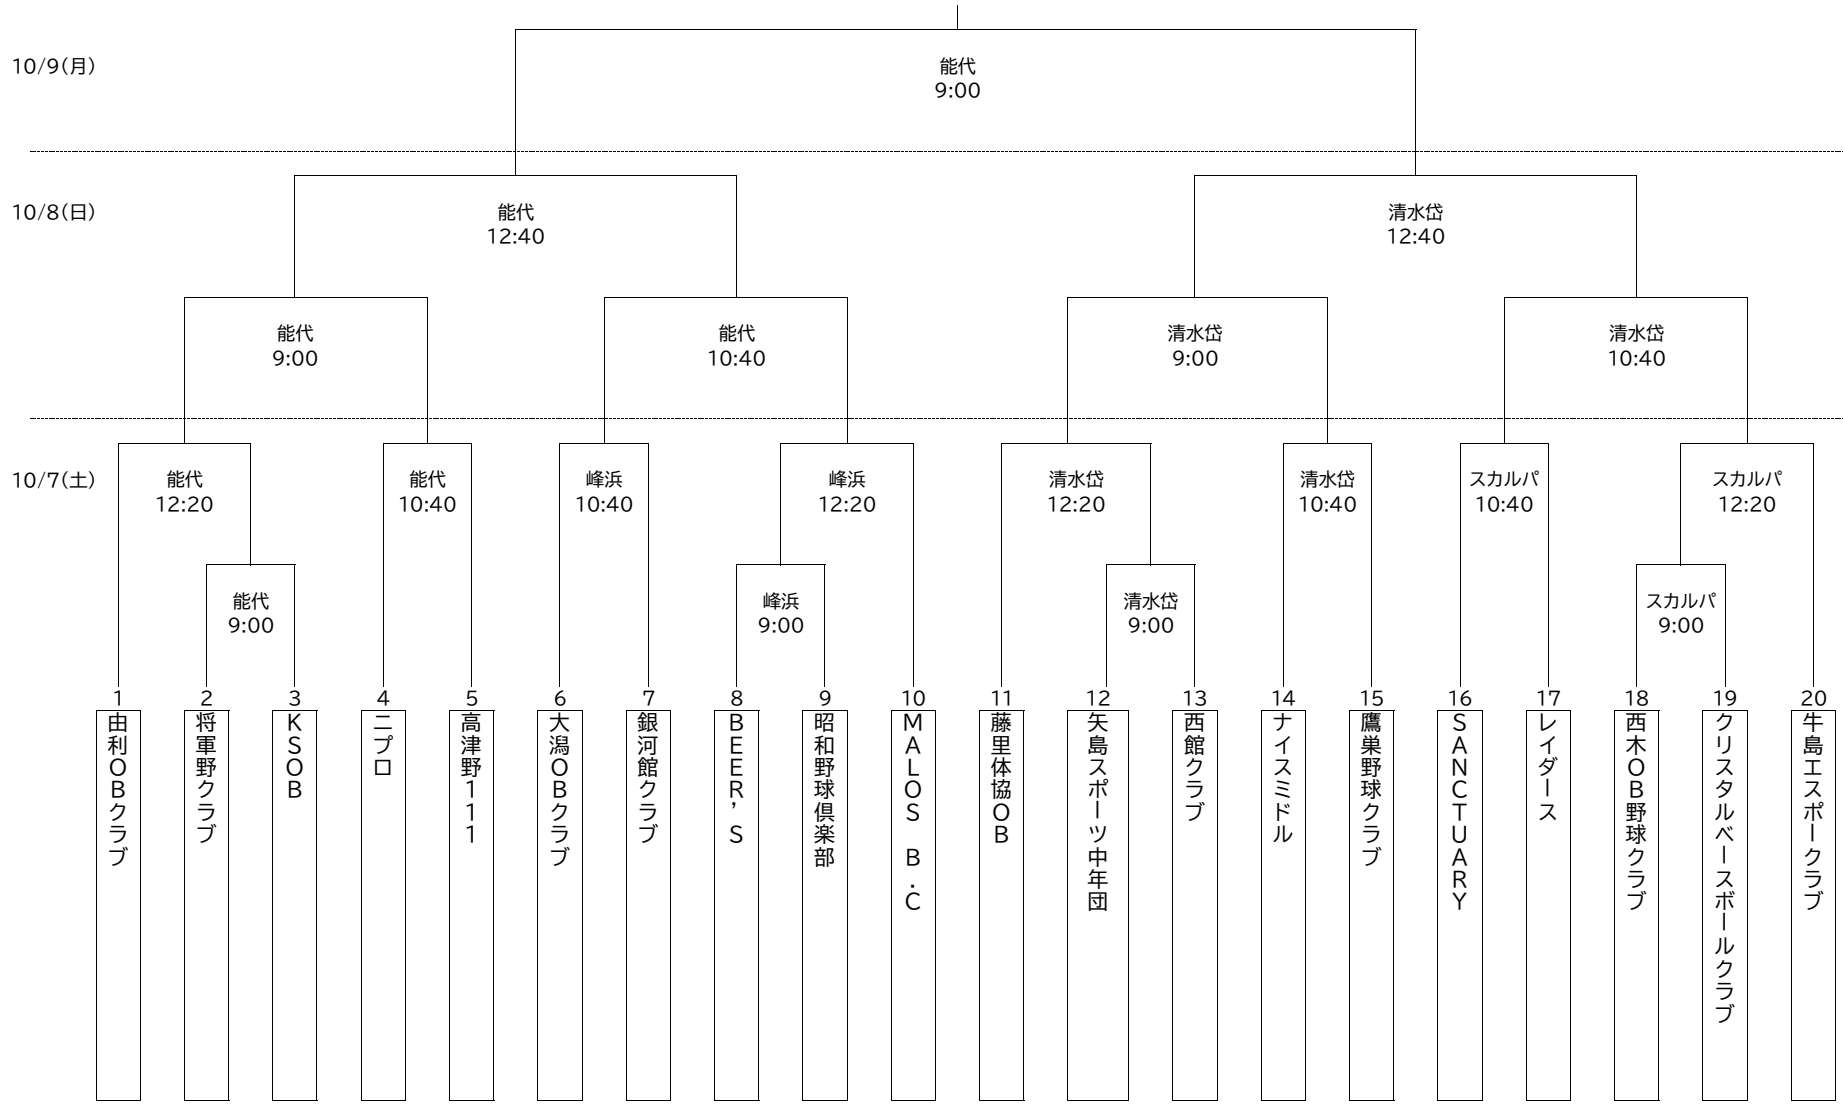 10/9(月)
能代
9:00
10/8(日)
能代
12:40
清水岱
12:40
能代
9:00
能代
10:40
清水岱
9:00
清水岱
10:40
10/7(土)
能代
12:20
能代
10:40
峰浜
10:40
峰浜
12:20
清水岱
12:20
清水岱
10:40
スカルパ
10:40
スカルパ
12:20
能代
9:00
峰浜
9:00
清水岱
9:00
スカルパ
9:00
1
由利ОBクラブ
2
将軍野クラブ
3
KSOB
4
ニプロ
5
高津野111
6
大潟OBクラブ
7
銀河館クラブ
8
BEER’S
9
昭和野球倶楽部
10
MALOS B.C
11
藤里体協OB
12
矢島スポーツ中年団
13
西館クラブ
14
ナイスミドル
15
鷹巣野球クラブ
16
SANCTUARY
17
レイダース
18
西木OB野球クラブ
19
クリスタルベースボールクラブ
20
牛島エスポークラブ